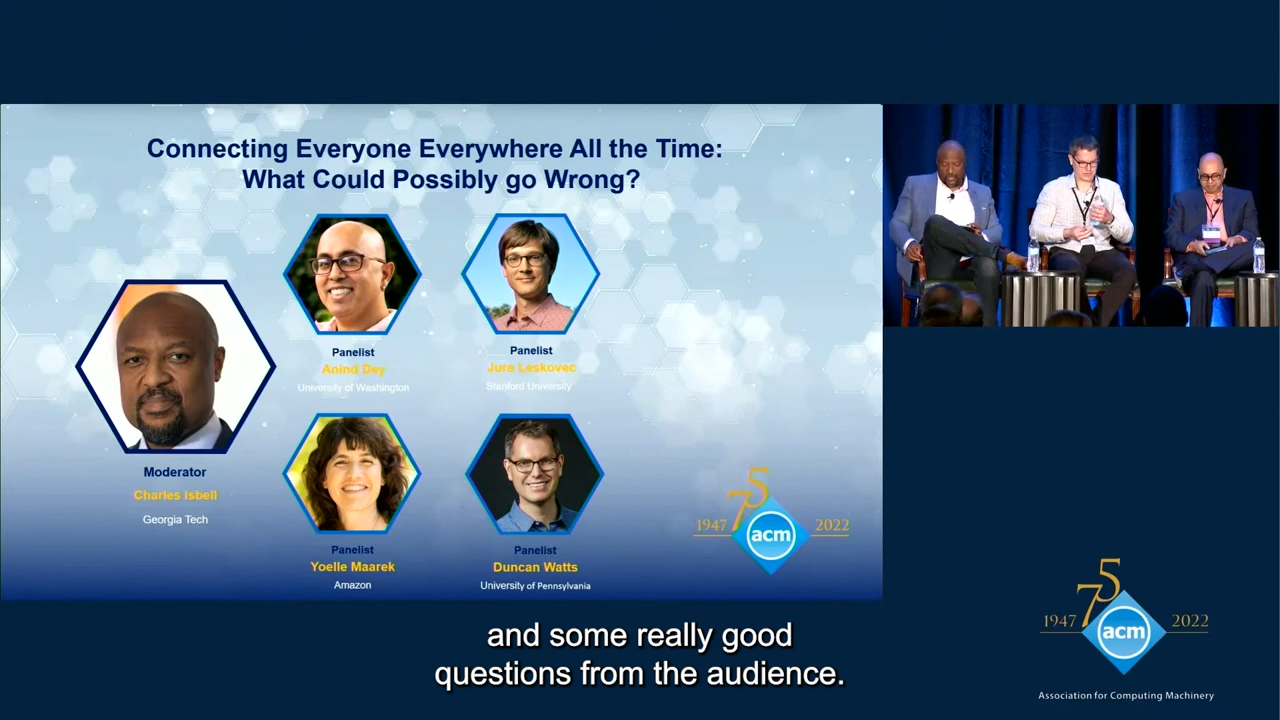 Connecting Everyone Everywhere All the Time:
What Could Possibly go Wrong?
Panelist
Anind Dey
University of Washington
Panelist
Jure Leskovec
Stanford University
Moderator
Charles Isbell
Georgia Tech
Panelist
Yoelle Maarek
Amazon
Panelist
Duncan Watts
University of Pennsylvania
75
1947 acm 2022
and some really good
questions from the audience.
75
1947 acm 2022
Association for Computing Machinery